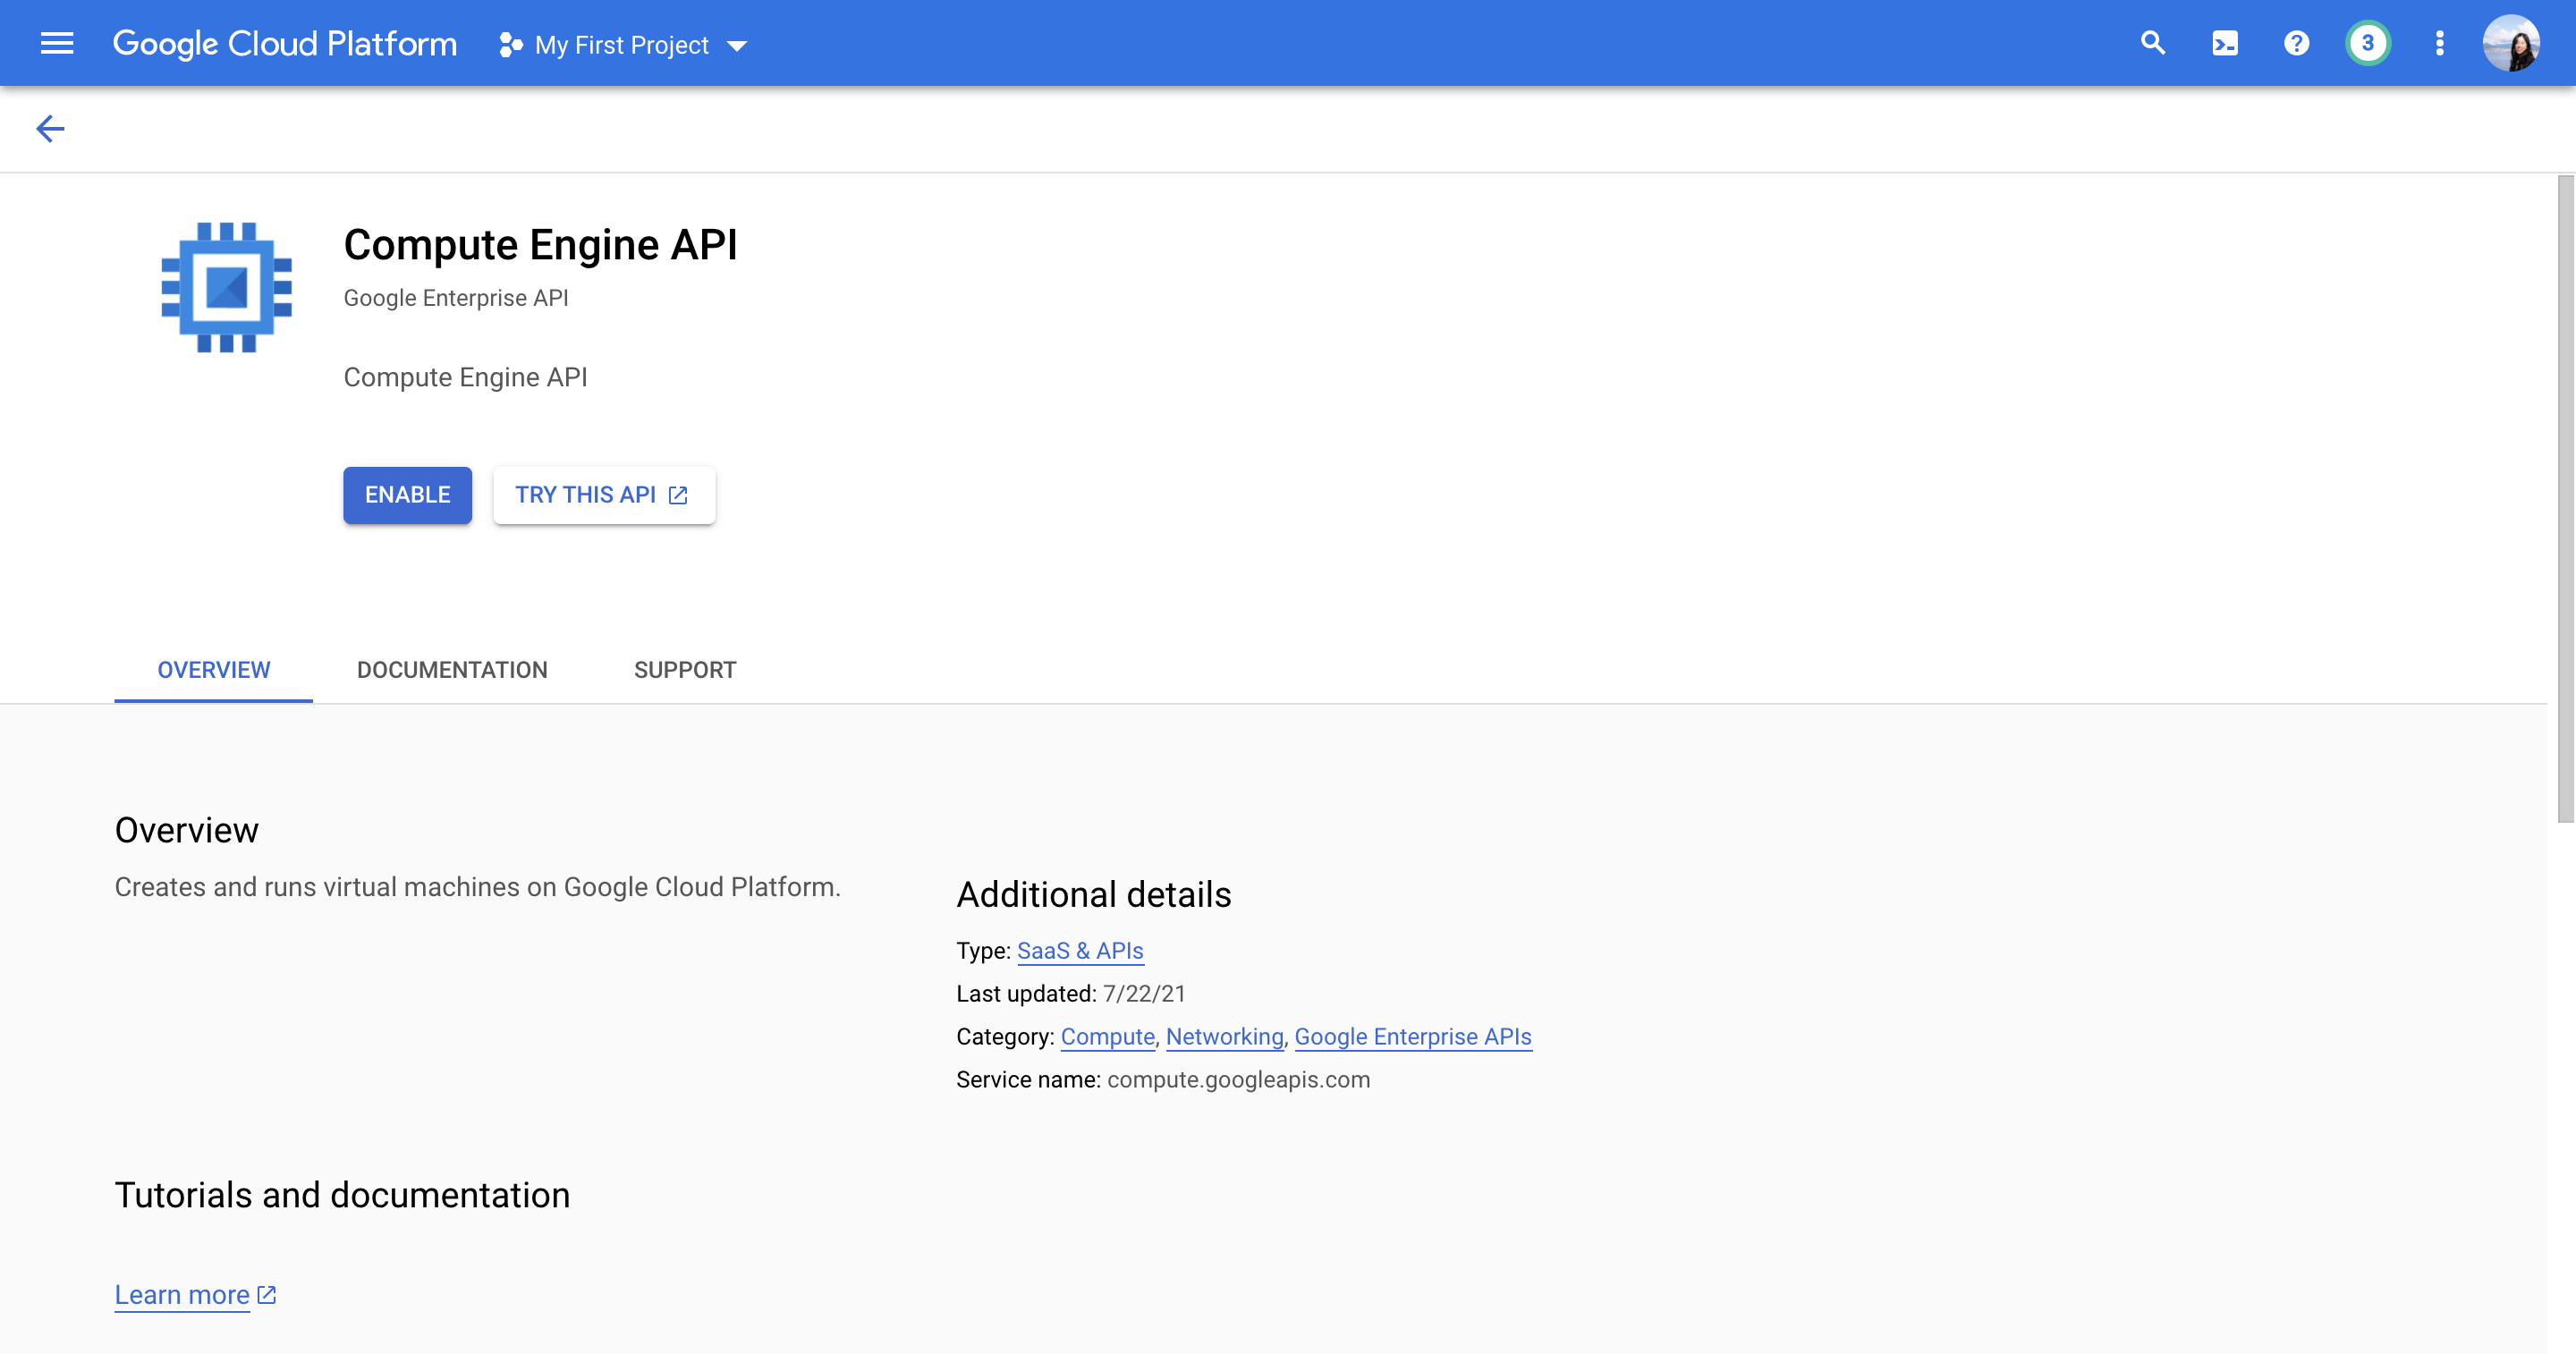 Google Cloud Platform My First Project 3
Compute Engine API
Google Enterprise API
Compute Engine API
ENABLE TRY THIS API
OVERVIEW DOCUMENTATION SUPPORT
Overview
Creates and runs virtual machines on Google Cloud Platform.
Additional details
Type: SaaS & APIs
Last updated: 7/22/21
Category: Compute, Networking, Google Enterprise APIs
Service name: compute.googleapis.com
Tutorials and documentation
Learn more